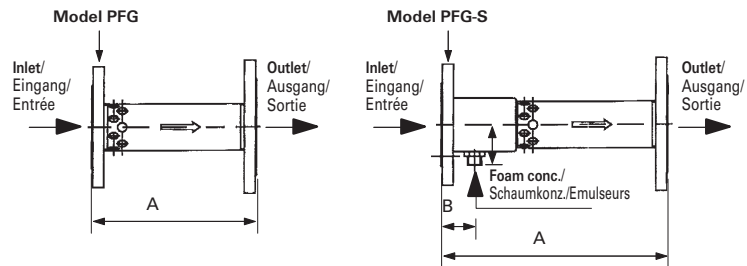 Model PFG
Inlet/
Eingang/
Entrée
Outlet/
Ausgang/
Sortie
A
Model PFG-S
Inlet/
Eingang/
Entrée
Outlet/
Ausgang/
Sortie
Foam conc./
Schaumkonz./Emulseurs
B
A